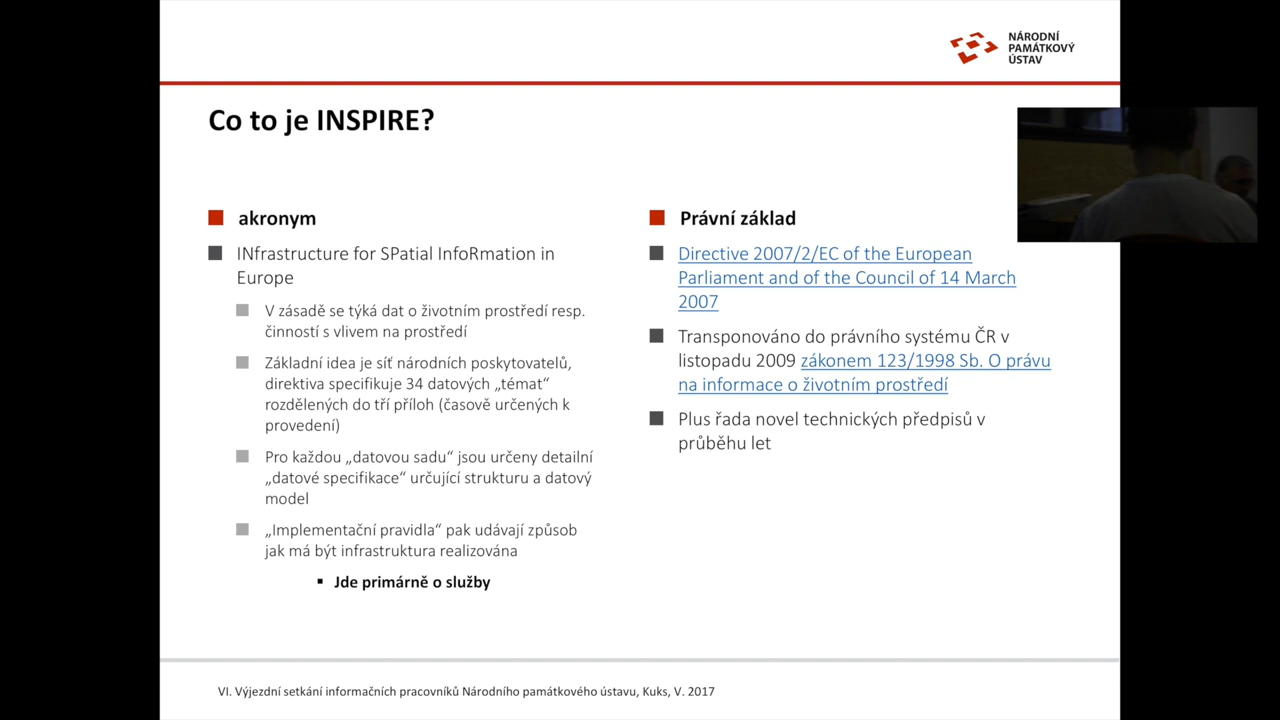 NÁRODNÍ
PAMÁTKOVÝ
ÚSTAV
Co to je INSPIRE?
akronym
INfrastructure for SPatial InfoRmation in
Europe
V zásadě se týká dat o životním prostředí resp.
činností s vlivem na prostředí
Základní idea je síť národních poskytovatelů,
direktiva specifikuje 34 datových „témat“
rozdělených do tří příloh (časově určených k
provedení)
Pro každou „datovou sadu“ jsou určeny detailní
„datové specifikace“ určující strukturu a datový
model
„Implementační pravidla“ pak udávají způsob
jak má být infrastruktura realizována
Jde primárně o služby
Právní základ
Directive 2007/2/EC of the European
Parliament and of the Council of 14 March
2007
Transponováno do právního systému ČR v
listopadu 2009 zákonem 123/1998 Sb. O právu
na informace o životním prostředí
Plus řada novel technických předpisů v
průběhu let
VI. Výjezdní setkání informačních pracovníků Národního památkového ústavu, Kuks, V. 2017